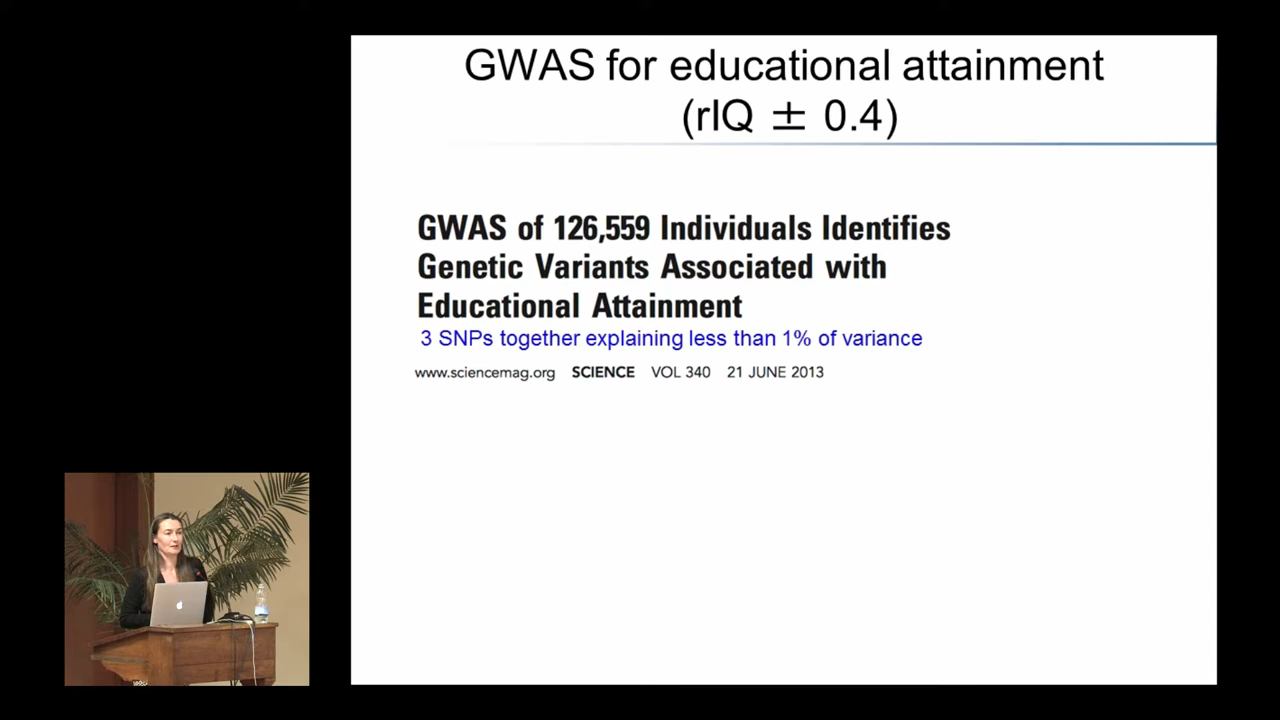 GWAS for educational attainment
(rIQ ± 0.4)
GWAS of 126,559 Individuals Identifies
Genetic Variants Associated with
Educational Attainment
3 SNPs together explaining less than 1% of variance
www.sciencemag.org SCIENCE VOL 340 21 JUNE 2013